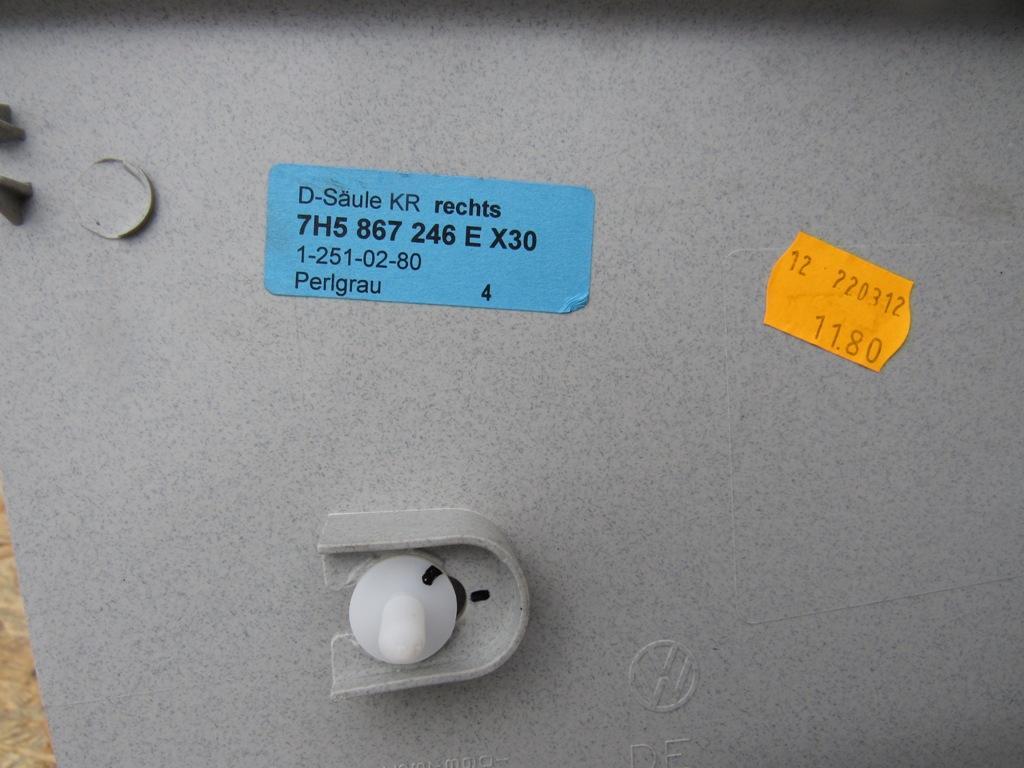 D-Säule KR rechts
7H5 867 246 E X30
1-251-02-80
Perlgrau 4
12 220312
11.80